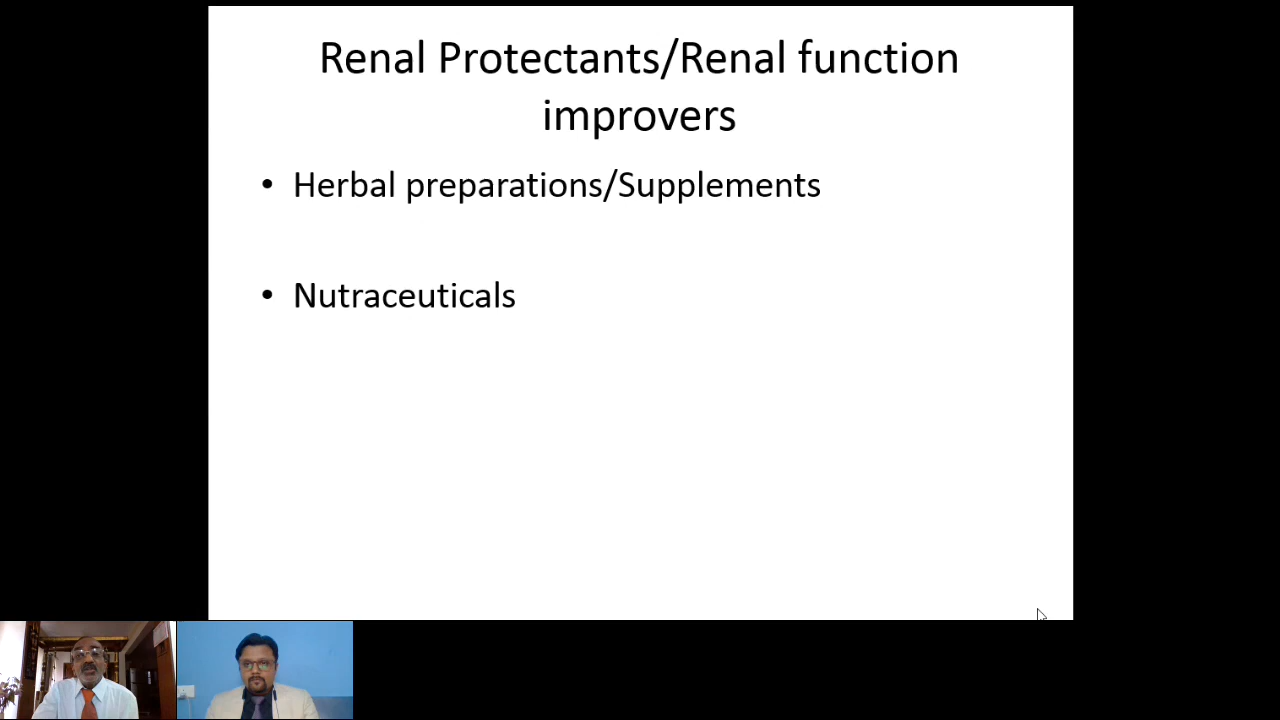 Renal Protectants/Renal function
improvers
• Herbal preparations/Supplements
• Nutraceuticals